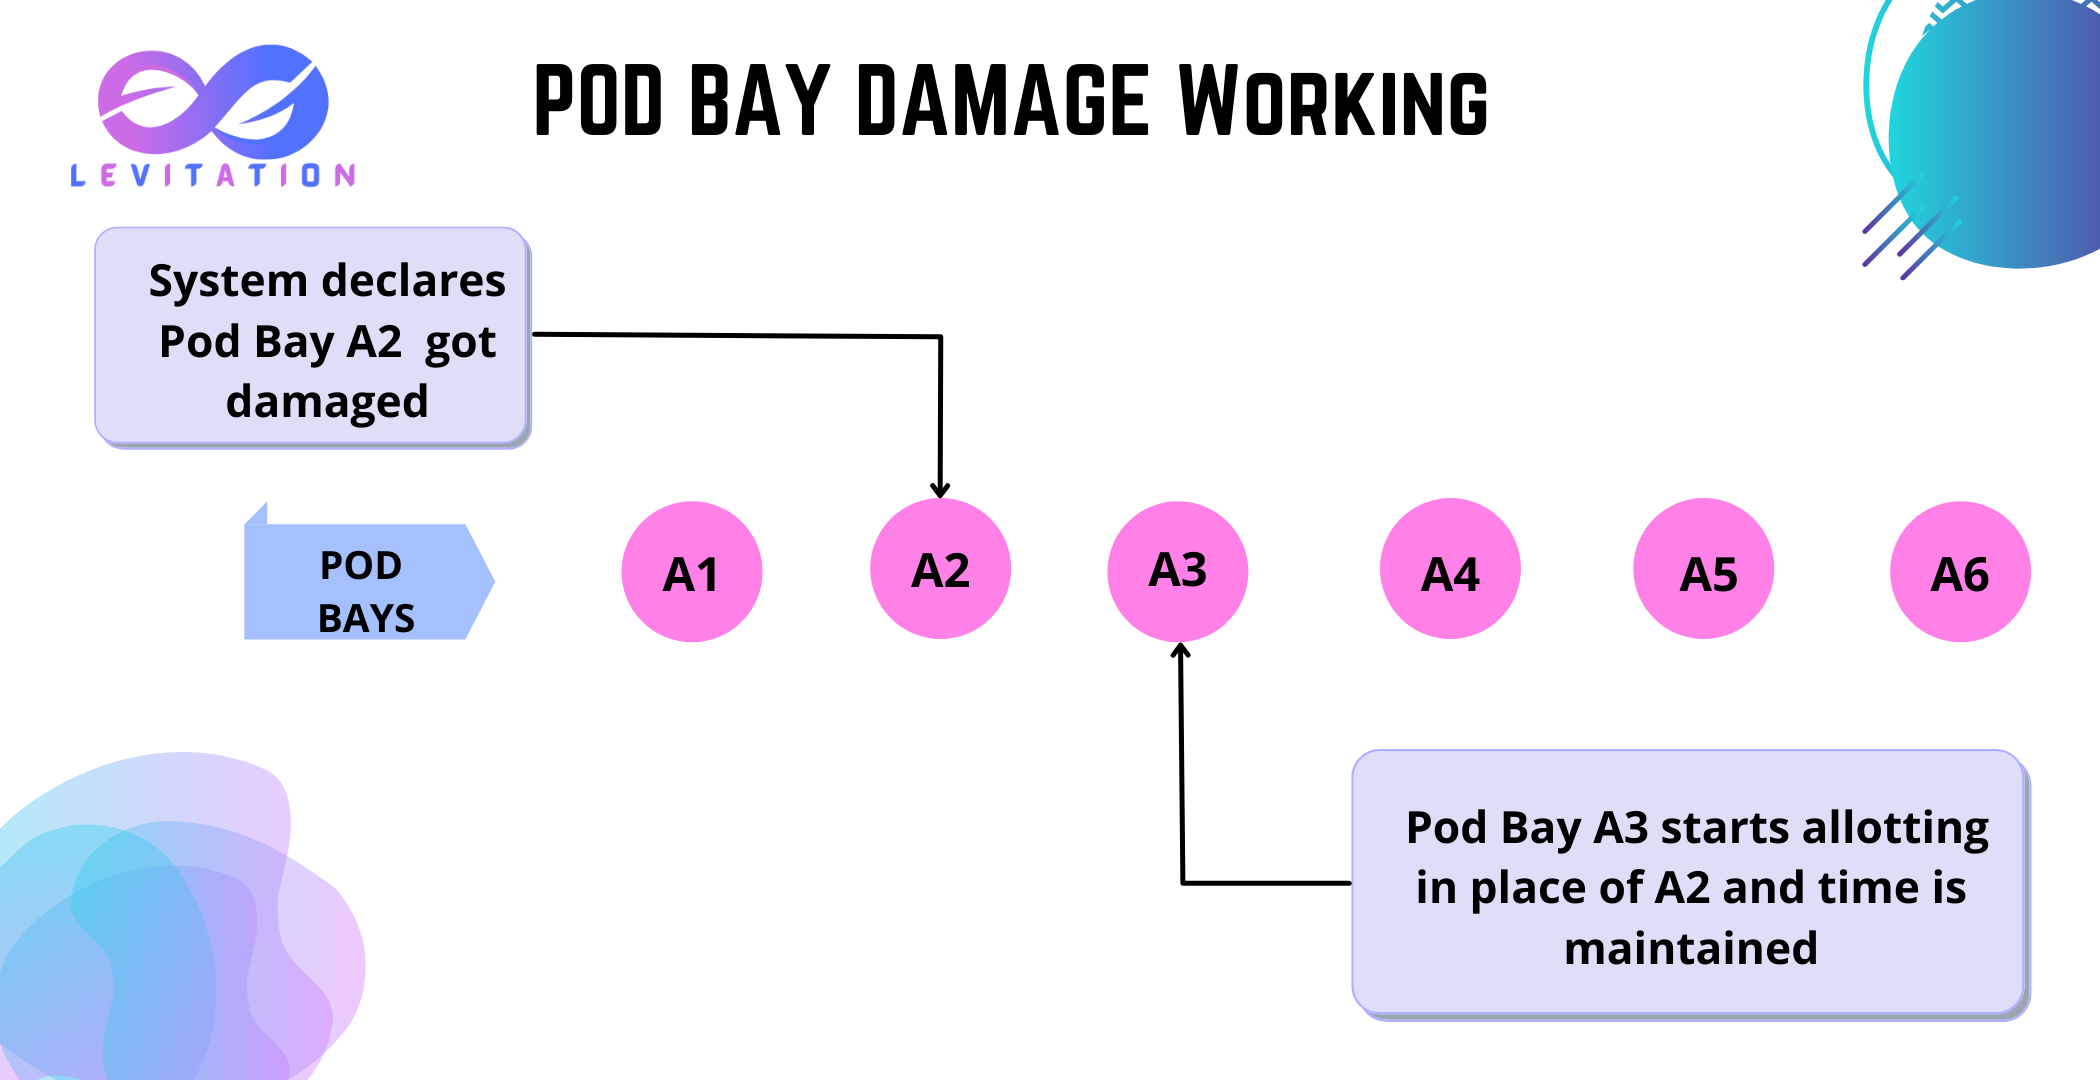 LEVITATION
POD BAY DAMAGE WORKING
System declares
Pod Bay A2 got
damaged
POD
BAYS
A1
A2
A3
A4
A5
A6
Pod Bay A3 starts allotting
in place of A2 and time is
maintained